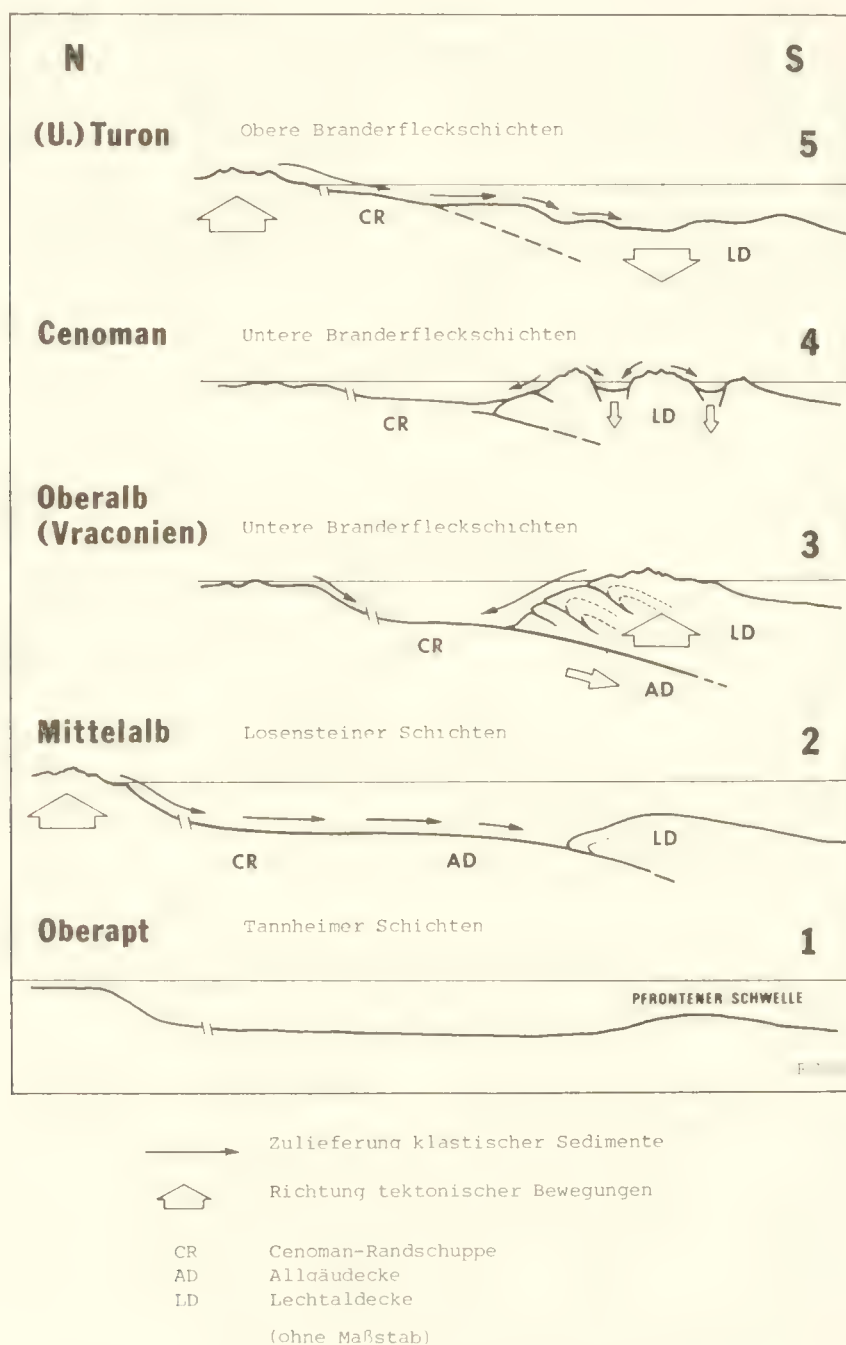 N S
(U.) Turon Obere Branderfleckschichten 5
CR
LD
Cenoman Untere Branderfleckschichten 4
CR LD
Oberalb
(Vraconien) Untere Branderfleckschichten 3
CR LD
AD
Mittelalb Losensteiner Schichten 2
LD
CR AD
Oberapt Tannheimer Schichten 1
PFRONTENER SCHWELLE
Zulieferung klastischer Sedimente
Richtung tektonischer Bewegungen
CR Cenoman-Randschuppe
AD Allgäudecke
LD Lechtaldecke
(ohne Maßstab)